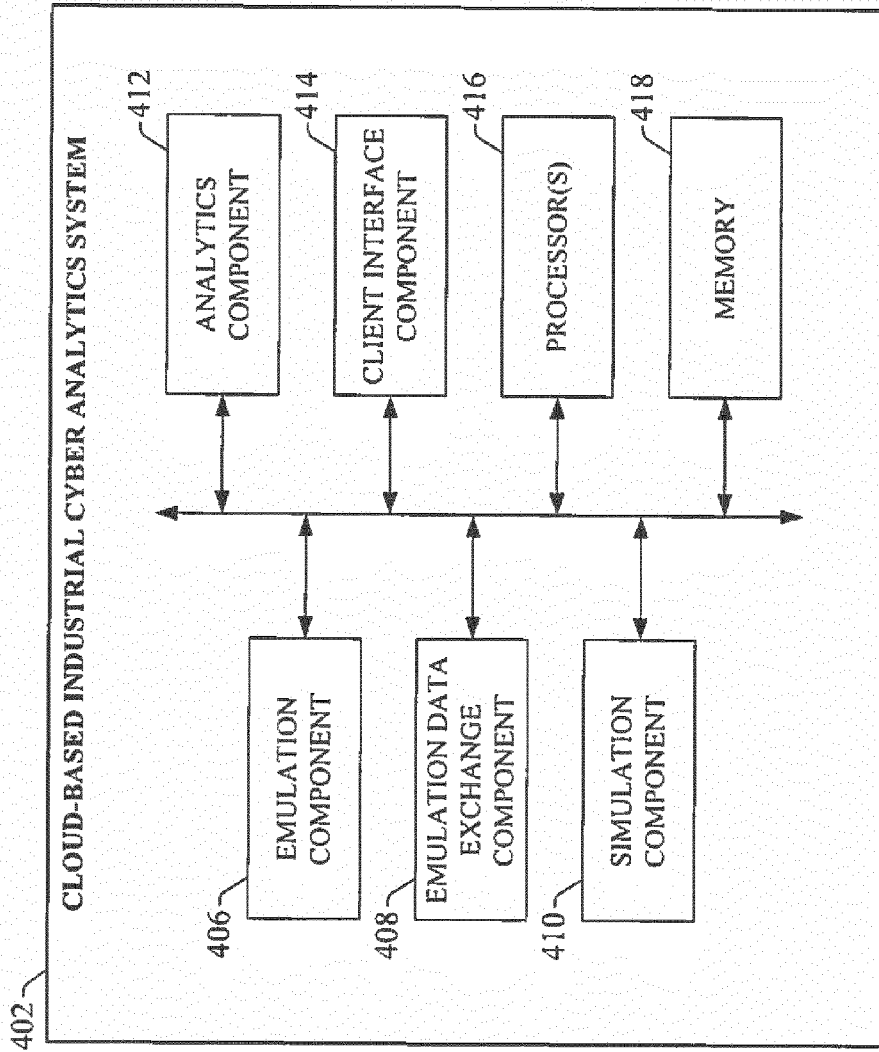 402
CLOUD-BASED INDUSTRIAL CYBER ANALYTICS SYSTEM
406
EMULATION
COMPONENT
408
EMULATION DATA
EXCHANGE
COMPONENT
410
SIMULATION
COMPONENT
412
ANALYTICS
COMPONENT
414
CLIENT INTERFACE
COMPONENT
416
PROCESSOR(S)
418
MEMORY